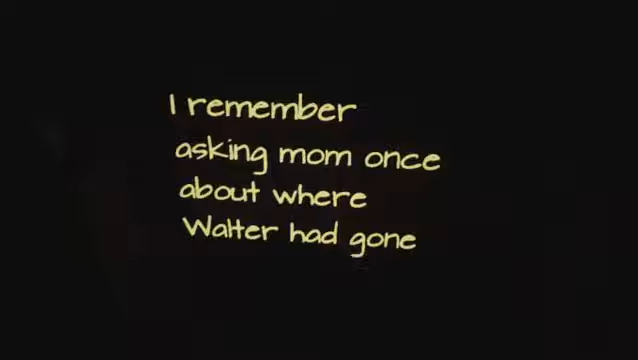 I remember
asking mom once
about where
Walter had gone